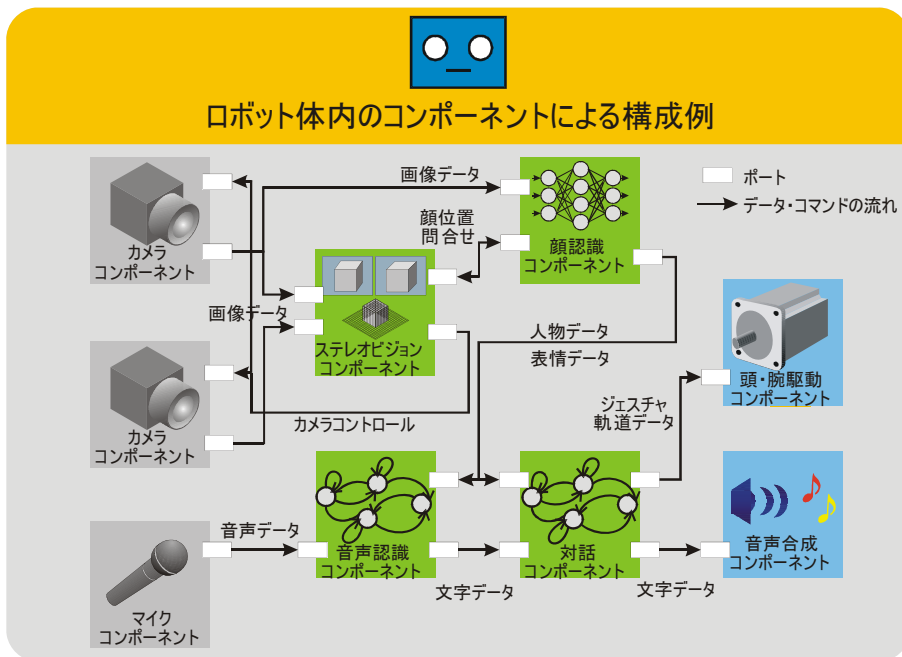 ロボット体内のコンポーネントによる構成例
画像データ
ポート
データ・コマンドの流れ
カメラ
コンポーネント
顔位置
問合せ
顔認識
コンポーネント
画像データ
ステレオビジョン
コンポーネント
人物データ
表情データ
頭・腕駆動
コンポーネント
カメラ
コンポーネント
カメラコントロール
ジェスチャ
軌道データ
音声データ
音声認識
コンポーネント
対話
コンポーネント
音声合成
コンポーネント
文字データ
文字データ
マイク
コンポーネント